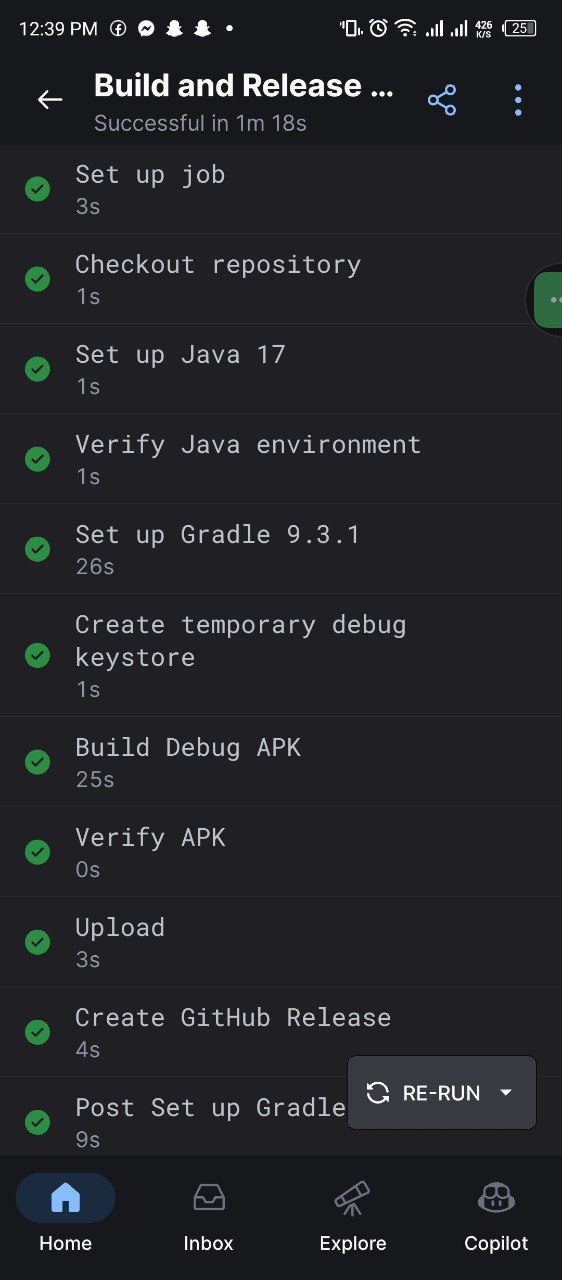 12:39 PM
426
K/S
25
Build and Release ...
Successful in 1m 18s
Set up job
3s
Checkout repository
1s
Set up Java 17
1s
Verify Java environment
1s
Set up Gradle 9.3.1
26s
Create temporary debug
keystore
1s
Build Debug APK
25s
Verify APK
0s
Upload
3s
Create GitHub Release
4s
Post Set up Gradle
9s
RE-RUN
Home
Inbox
Explore
Copilot